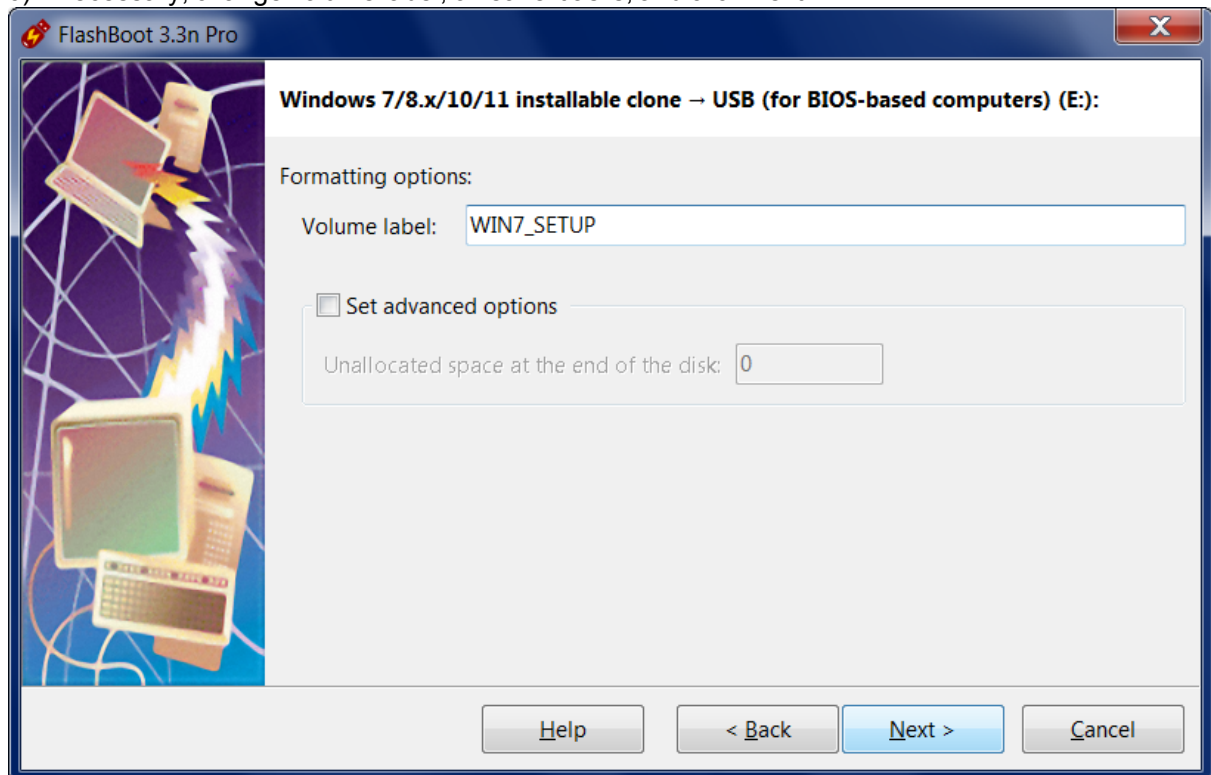 FlashBoot 3.3n Pro
Windows 7/8.x/10/11 installable clone → USB (for BIOS-based computers) (E:):
Formatting options:
Volume label: WIN7_SETUP
Set advanced options
Unallocated space at the end of the disk: 0
Help < Back Next > Cancel